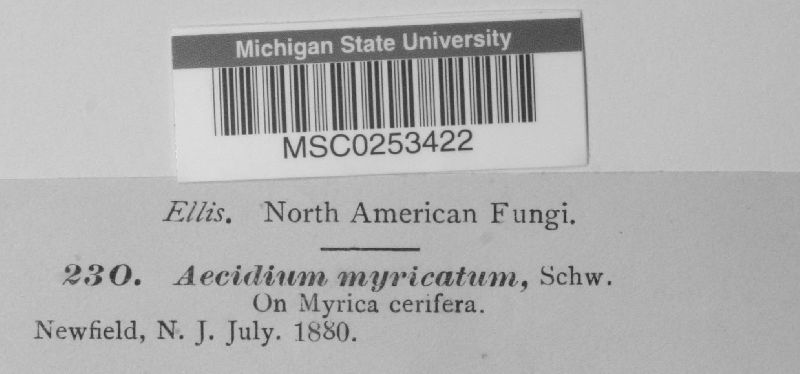 Michigan State University
MSC0253422
Ellis. North American Fungi.
230. Aecidium myricatum, Schw.
On Myrica cerifera.
Newfield, N. J. July. 1880.